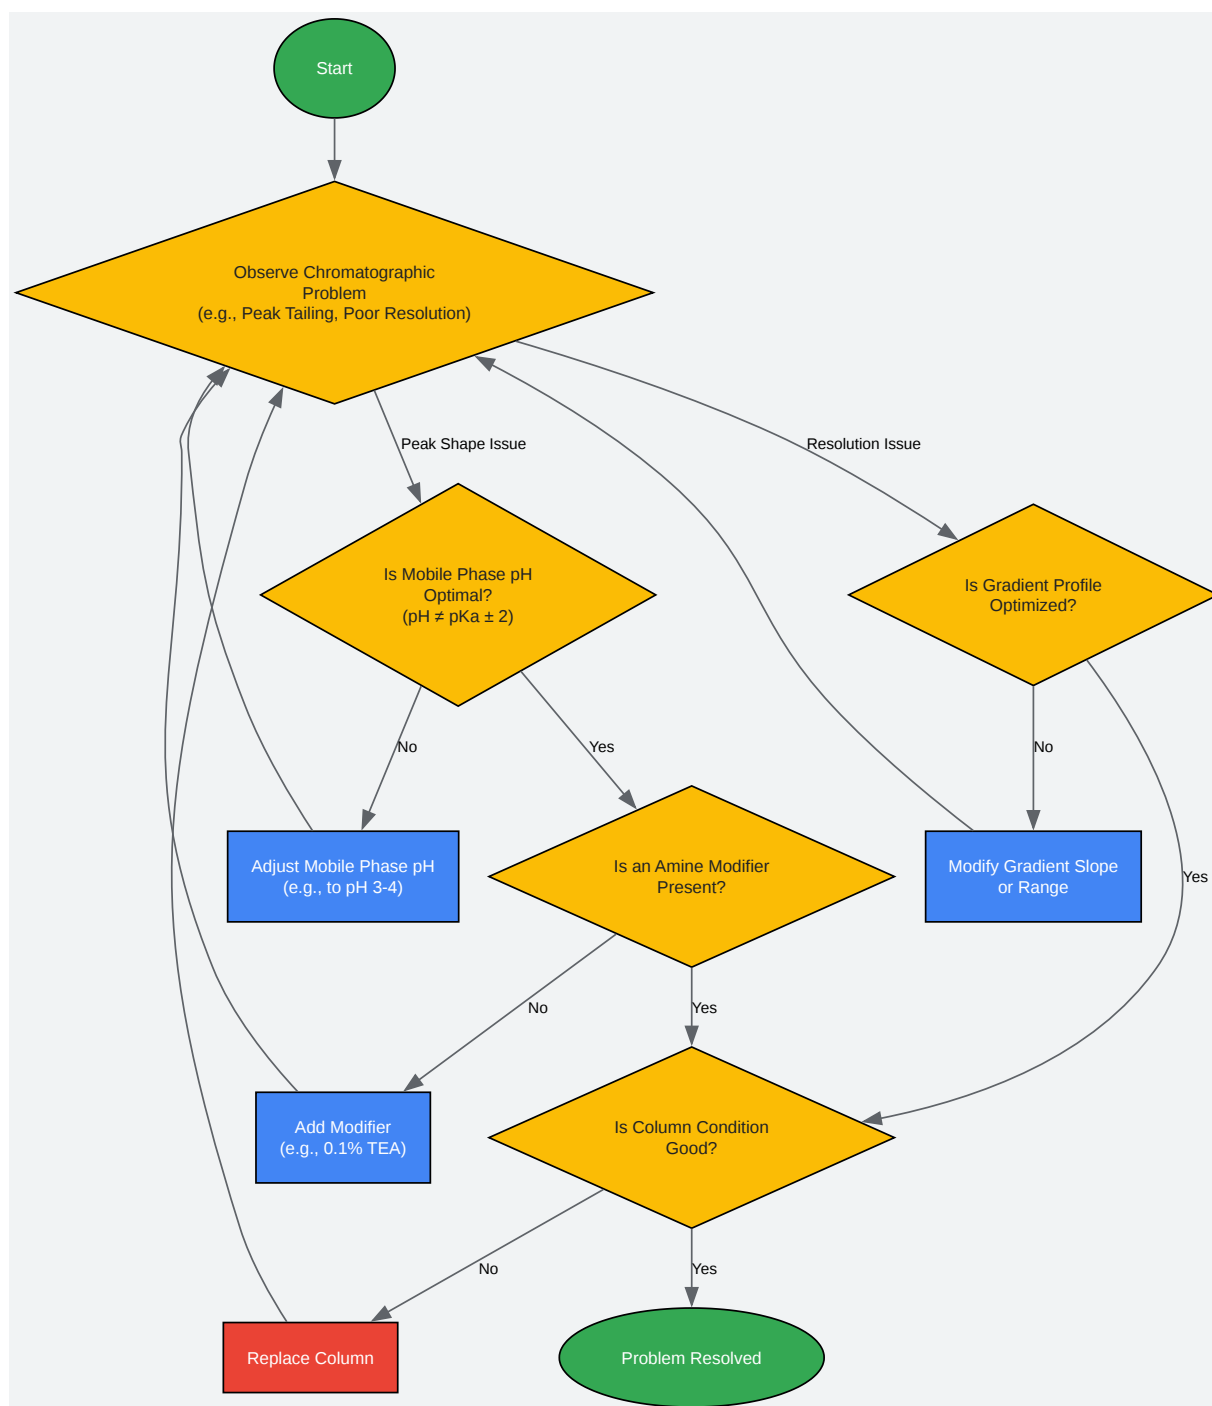 Start
Observe Chromatographic
Problem
(e.g., Peak Tailing, Poor Resolution)
Peak Shape Issue
Resolution Issue
Is Mobile Phase pH
Optimal?
(pH ≠ pKa ± 2)
Is Gradient Profile
Optimized?
No
Yes
No
Adjust Mobile Phase pH
(e.g., to pH 3-4)
Is an Amine Modifier
Present?
Modify Gradient Slope
or Range
Yes
No
Yes
Add Modifier
(e.g., 0.1% TEA)
Is Column Condition
Good?
No
Yes
Replace Column
Problem Resolved